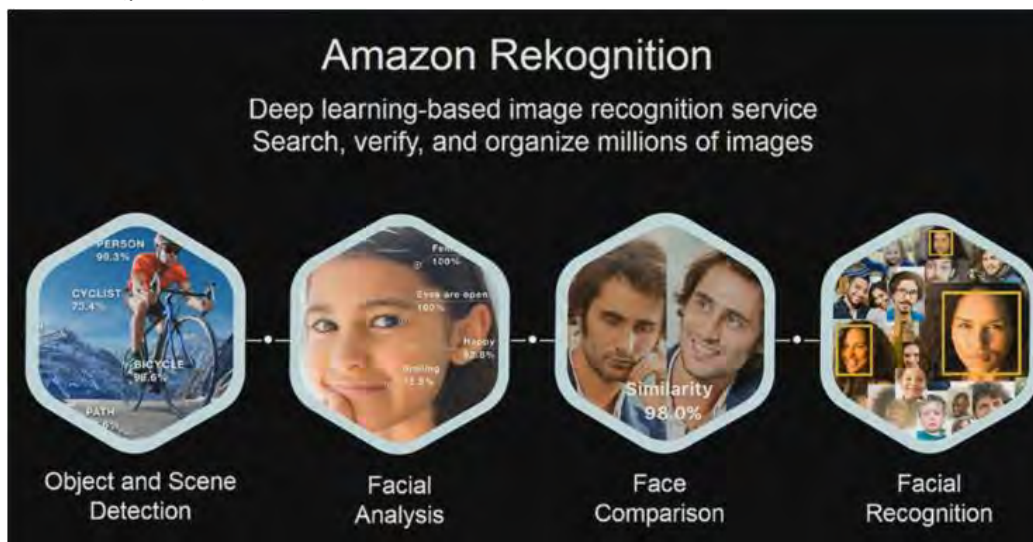 Amazon Rekognition
Deep learning-based image recognition service
Search, verify, and organize millions of images
PERSON
98.3%
CYCLIST
73.4%
BICYCLE
96.6%
PATH
100%
Eyes are open
100%
Happy
Smiling
Similarity
98.0%
Object and Scene
Detection
Facial
Analysis
Face
Comparison
Facial
Recognition